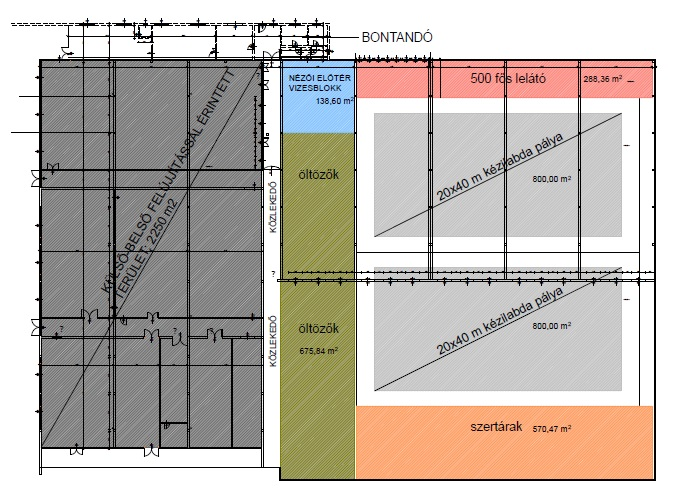 BONTANDÓ
NÉZŐI ELŐTÉR
VIZESBLOKK
138,60 m²
500 fős lelátó
288,36 m²
KÜLSŐ-BELSŐ FELÚJÍTÁSSAL ÉRINTETT
TERÜLET: 2250 m2
öltözők
KÖZLEKEDŐ
20x40 m kézilabda pálya
800,00 m²
?
?
?
?
?
öltözők
675,84 m²
KÖZLEKEDŐ
20x40 m kézilabda pálya
800,00 m²
szertárak
570,47 m²